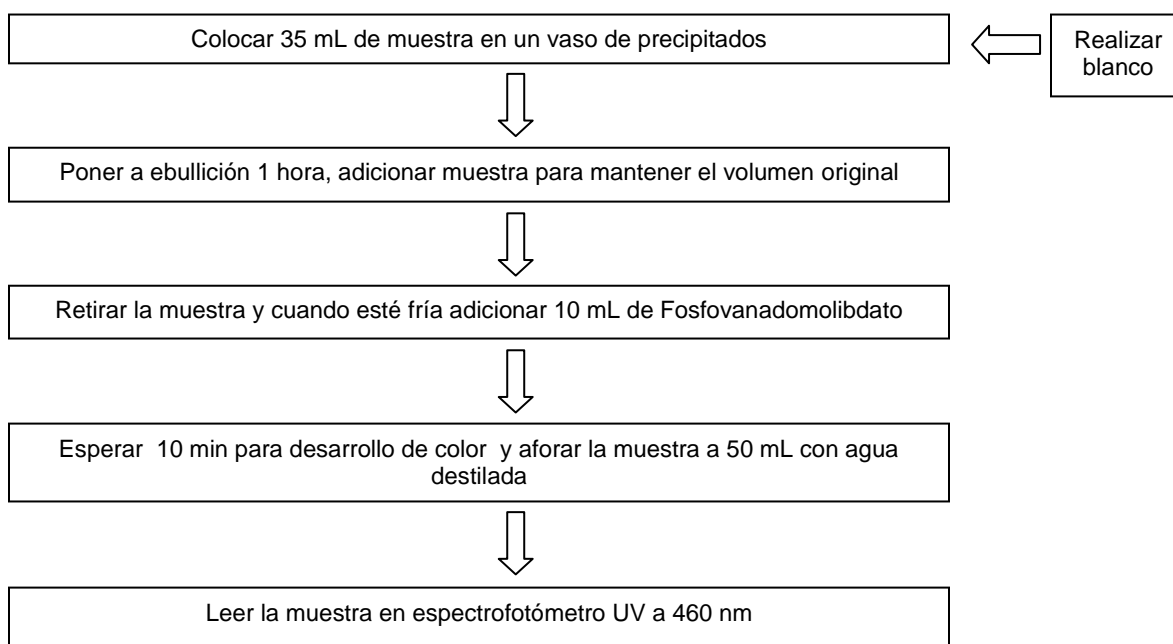 Colocar 35 mL de muestra en un vaso de precipitados
Realizar
blanco
Poner a ebullición 1 hora, adicionar muestra para mantener el volumen original
Retirar la muestra y cuando esté fría adicionar 10 mL de Fosfovanadomolibdato
Esperar  10 min para desarrollo de color  y aforar la muestra a 50 mL con agua
destilada
Leer la muestra en espectrofotómetro UV a 460 nm